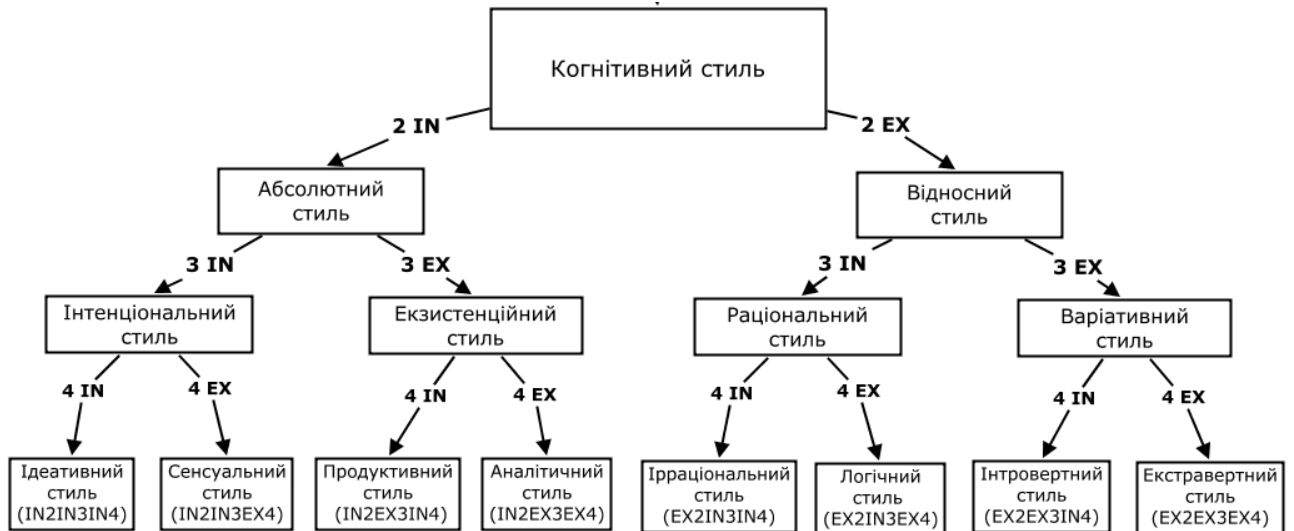 Когнітивний стиль
2 IN
2 EX
Абсолютний
стиль
Відносний
стиль
3 IN
3 EX
3 IN
3 EX
Інтенціональний
стиль
Екзистенційний
стиль
Раціональний
стиль
Варіативний
стиль
4 IN
4 EX
4 IN
4 EX
4 IN
4 EX
4 IN
4 EX
Ідеативний
стиль
(IN2IN3IN4)
Сенсуальний
стиль
(IN2IN3EX4)
Продуктивний
стиль
(IN2EX3IN4)
Аналітичний
стиль
(IN2EX3EX4)
Ірраціональний
стиль
(EX2IN3IN4)
Логічний
стиль
(EX2IN3EX4)
Інтровертний
стиль
(EX2EX3IN4)
Екстравертний
стиль
(EX2EX3EX4)